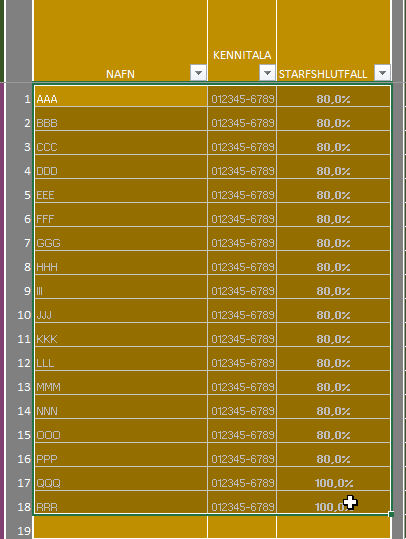 KENNITALA
NAFN STARFSHLUTFALL
1 AAA 012345-6789 80,0%
2 BBB 012345-6789 80,0%
3 CCC 012345-6789 80,0%
4 DDD 012345-6789 80,0%
5 EEE 012345-6789 80,0%
6 FFF 012345-6789 80,0%
7 GGG 012345-6789 80,0%
8 HHH 012345-6789 80,0%
9 III 012345-6789 80,0%
10 JJJ 012345-6789 80,0%
11 KKK 012345-6789 80,0%
12 LLL 012345-6789 80,0%
13 MMM 012345-6789 80,0%
14 NNN 012345-6789 80,0%
15 OOO 012345-6789 80,0%
16 PPP 012345-6789 80,0%
17 QQQ 012345-6789 100,0%
18 RRR 012345-6789 100,0%
19